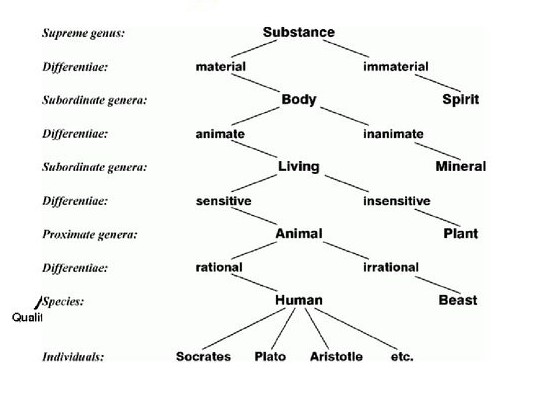 Supreme genus: Substance
Differentiae: material immaterial
Subordinate genera: Body Spirit
Differentiae: animate inanimate
Subordinate genera: Living Mineral
Differentiae: sensitive insensitive
Proximate genera: Animal Plant
Differentiae: rational irrational
Species: Human Beast
Qualit
Individuals: Socrates Plato Aristotle etc.